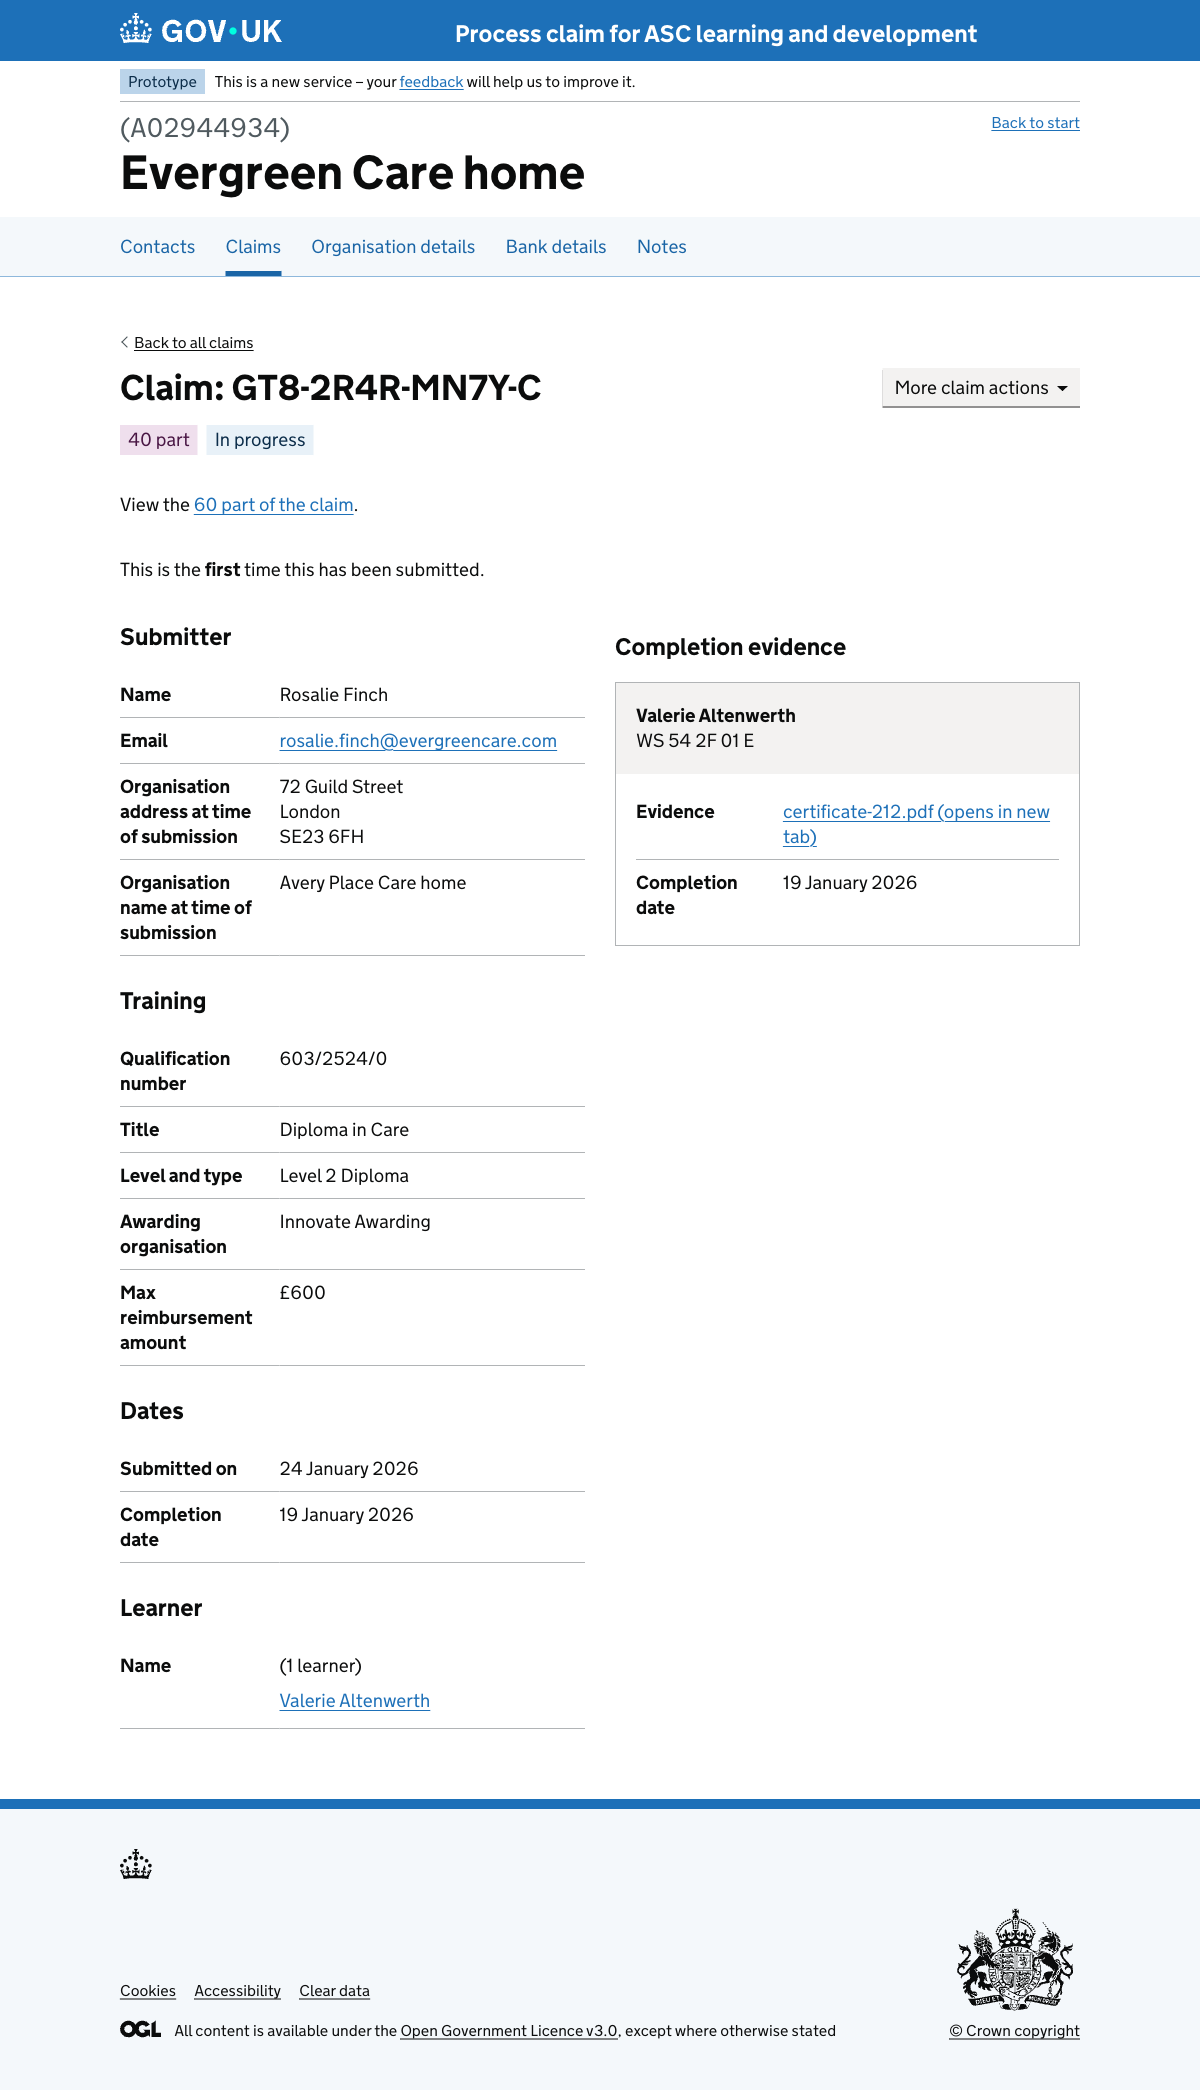 GOV·UK
Process claim for ASC learning and development
Prototype
This is a new service – your feedback will help us to improve it.
(A02944934)
Back to start
Evergreen Care home
Contacts
Claims
Organisation details
Bank details
Notes
Back to all claims
Claim: GT8-2R4R-MN7Y-C
More claim actions
40 part
In progress
View the 60 part of the claim.
This is the first time this has been submitted.
Submitter
Name
Rosalie Finch
Email
rosalie.finch@evergreencare.com
Organisation
address at time
of submission
72 Guild Street
London
SE23 6FH
Organisation
name at time of
submission
Avery Place Care home
Completion evidence
Valerie Altenwerth
WS 54 2F 01 E
Evidence
certificate-212.pdf (opens in new
tab)
Completion
date
19 January 2026
Training
Qualification
number
603/2524/0
Title
Diploma in Care
Level and type
Level 2 Diploma
Awarding
organisation
Innovate Awarding
Max
reimbursement
amount
£600
Dates
Submitted on
24 January 2026
Completion
date
19 January 2026
Learner
Name
(1 learner)
Valerie Altenwerth
Cookies
Accessibility
Clear data
OGL
All content is available under the Open Government Licence v3.0, except where otherwise stated
© Crown copyright